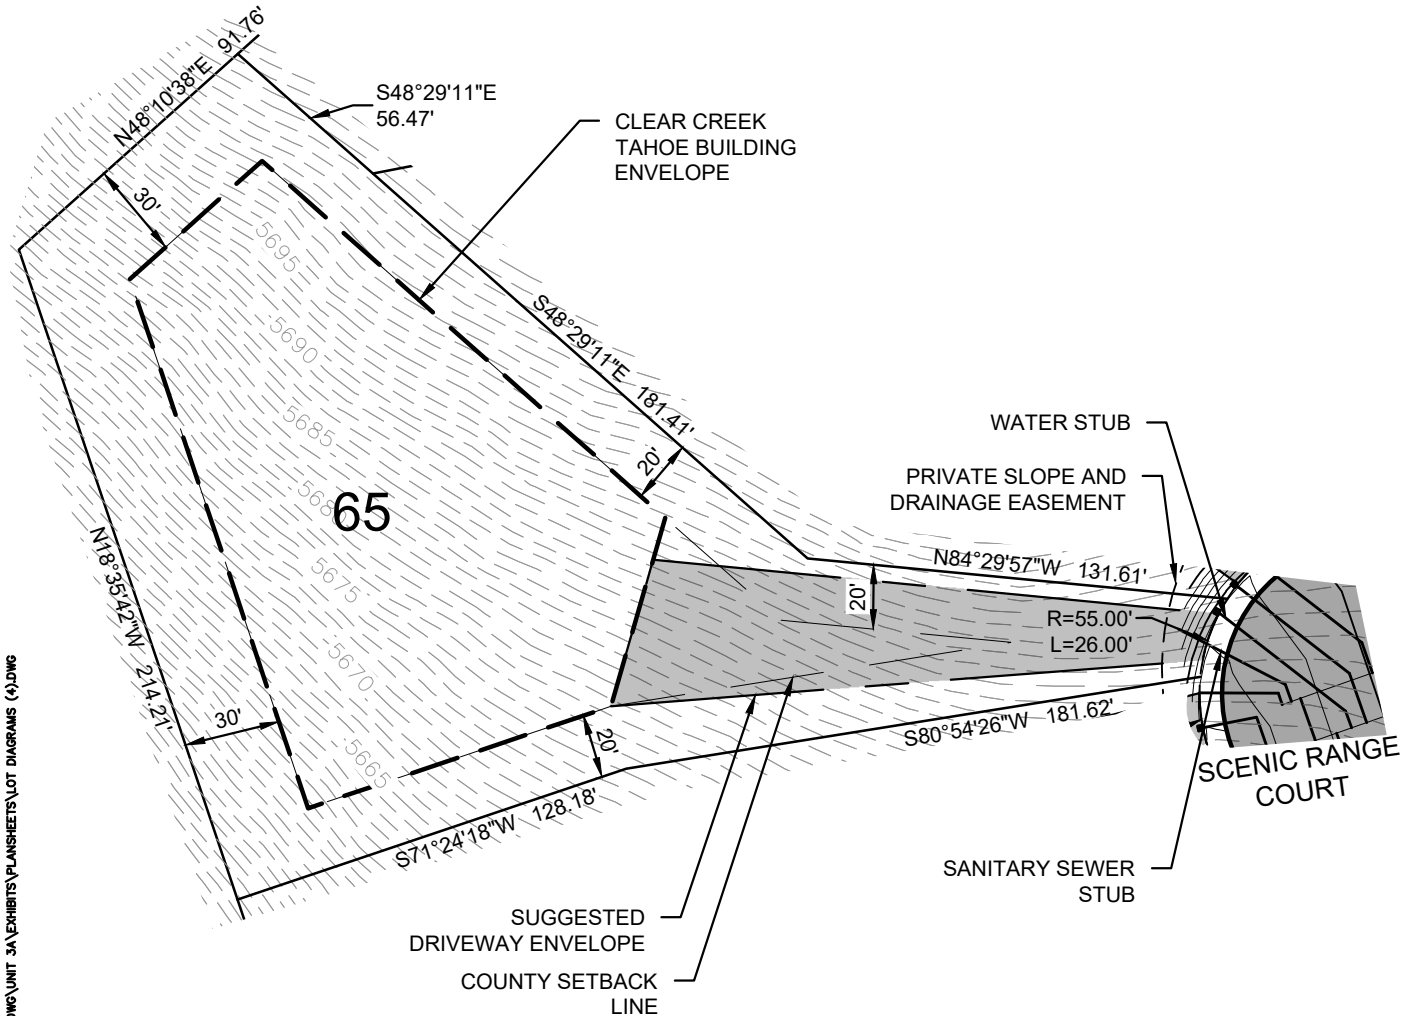 91.76'
N48°10'38"E
S48°29'11"E
56.47'
CLEAR CREEK
TAHOE BUILDING
ENVELOPE
30'
5695
5690
S48°29'11"E 181.41'
5685
20'
WATER STUB
PRIVATE SLOPE AND
DRAINAGE EASEMENT
65
N18°35'42"W 214.21'
5675
N84°29'57"W 131.61'
20'
R=55.00'
L=26.00'
5670
30'
20'
5665
S80°54'26"W 181.62'
SCENIC RANGE
COURT
S71°24'18"W 128.18'
SANITARY SEWER
STUB
SUGGESTED
DRIVEWAY ENVELOPE
COUNTY SETBACK
LINE
\UNIT 3A\EXHIBITS\PLANSHEETS\LOT DIAGRAMS (4).DWG